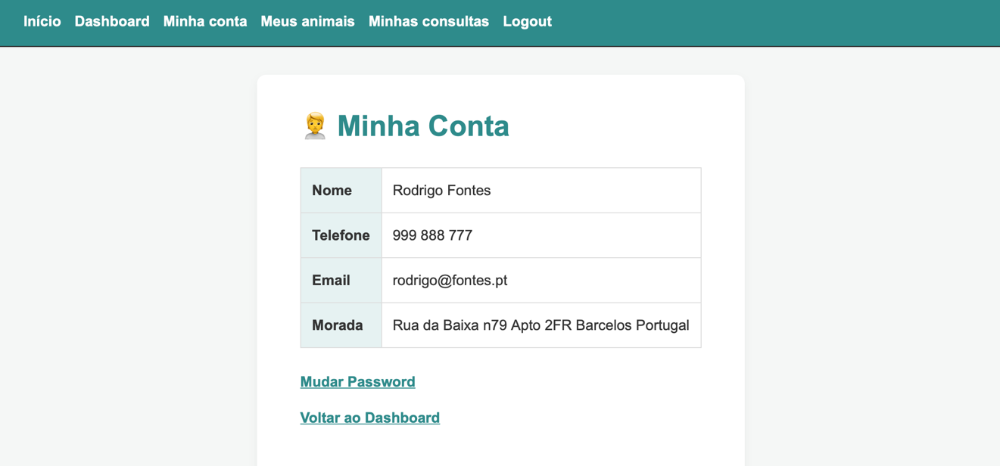 Início Dashboard Minha conta Meus animais Minhas consultas Logout
Minha Conta
Nome Rodrigo Fontes
Telefone 999 888 777
Email rodrigo@fontes.pt
Morada Rua da Baixa n79 Apto 2FR Barcelos Portugal
Mudar Password
Voltar ao Dashboard